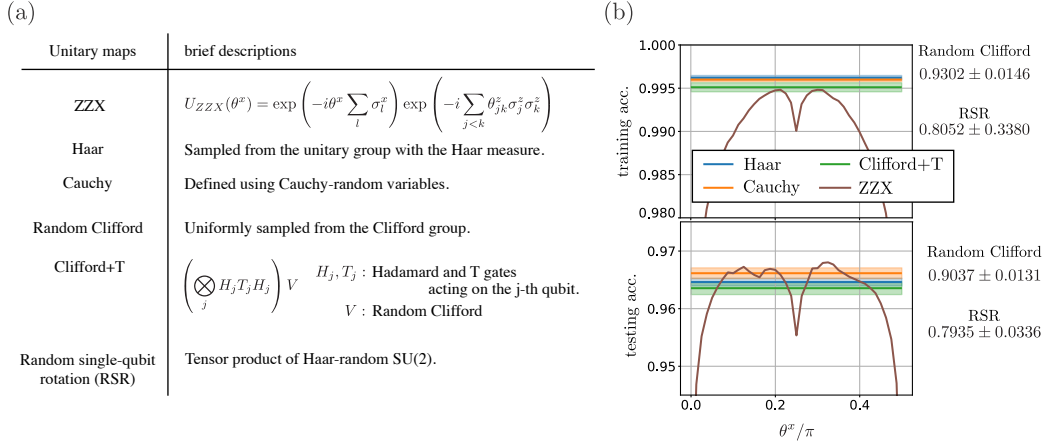 (a)
Unitary maps brief descriptions
ZZX U_{ZZX}(θ^x) = exp(−iθ^x ∑_l σ_l^x) exp(−i ∑_{j<k} θ_{jk}^z σ_j^z σ_k^z)
Haar Sampled from the unitary group with the Haar measure.
Cauchy Defined using Cauchy-random variables.
Random Clifford Uniformly sampled from the Clifford group.
Clifford+T (⨂_j H_j T_j H_j) V H_j, T_j : Hadamard and T gates
acting on the j-th qubit.
V : Random Clifford
Random single-qubit
rotation (RSR) Tensor product of Haar-random SU(2).
(b)
training acc.
1.000
0.995
0.990
0.985
0.980
Haar
Cauchy
Clifford+T
ZZX
Random Clifford
0.9302 ± 0.0146
RSR
0.8052 ± 0.3380
testing acc.
0.97
0.96
0.95
Random Clifford
0.9037 ± 0.0131
RSR
0.7935 ± 0.0336
0.0 0.2 0.4
θ^x/π